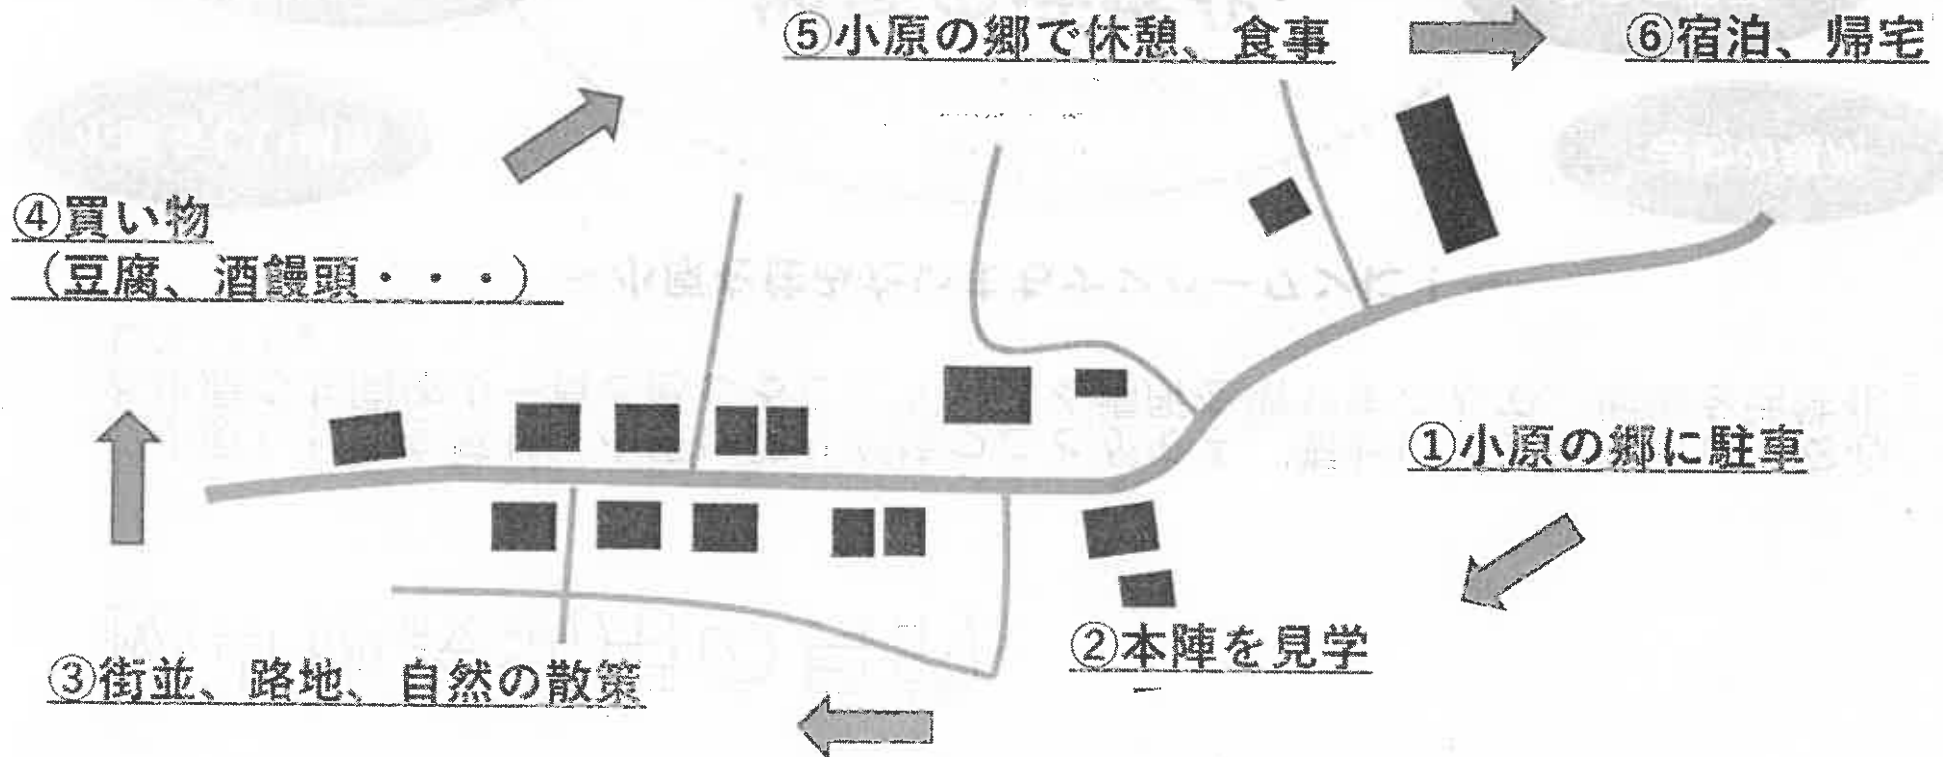 ⑤小原の郷で休憩、食事
⑥宿泊、帰宅
④買い物
(豆腐、酒饅頭・・・)
①小原の郷に駐車
②本陣を見学
③街並、路地、自然の散策